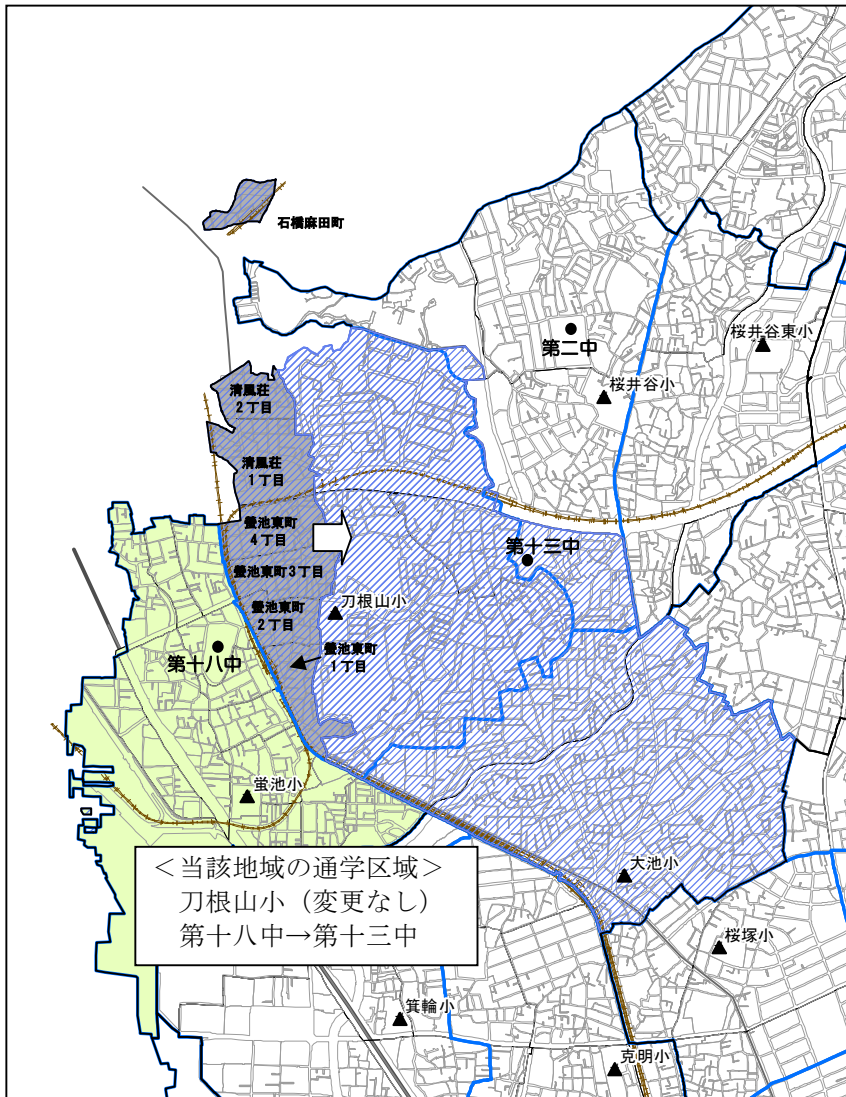 石橋麻田町
第二中
桜井谷東小
桜井谷小
清風荘
2丁目
清風荘
1丁目
螢池東町
4丁目
第十三中
螢池東町3丁目
刀根山小
螢池東町
2丁目
螢池東町
1丁目
第十八中
蛍池小
＜当該地域の通学区域＞
刀根山小（変更なし）
第十八中→第十三中
大池小
桜塚小
箕輪小
克明小